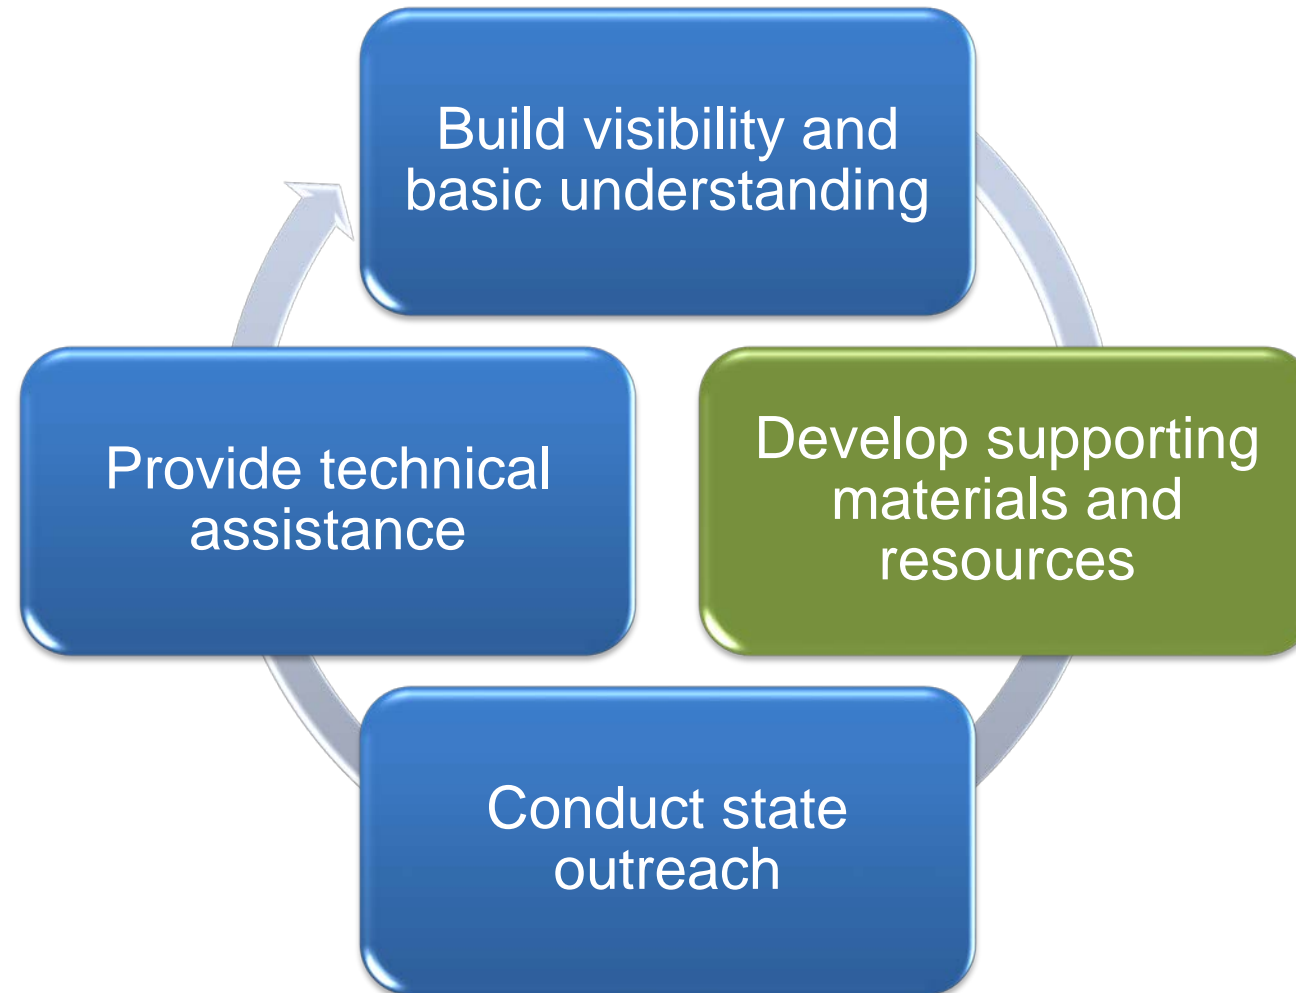 Build visibility and
basic understanding
Develop supporting
materials and
resources
Conduct state
outreach
Provide technical
assistance